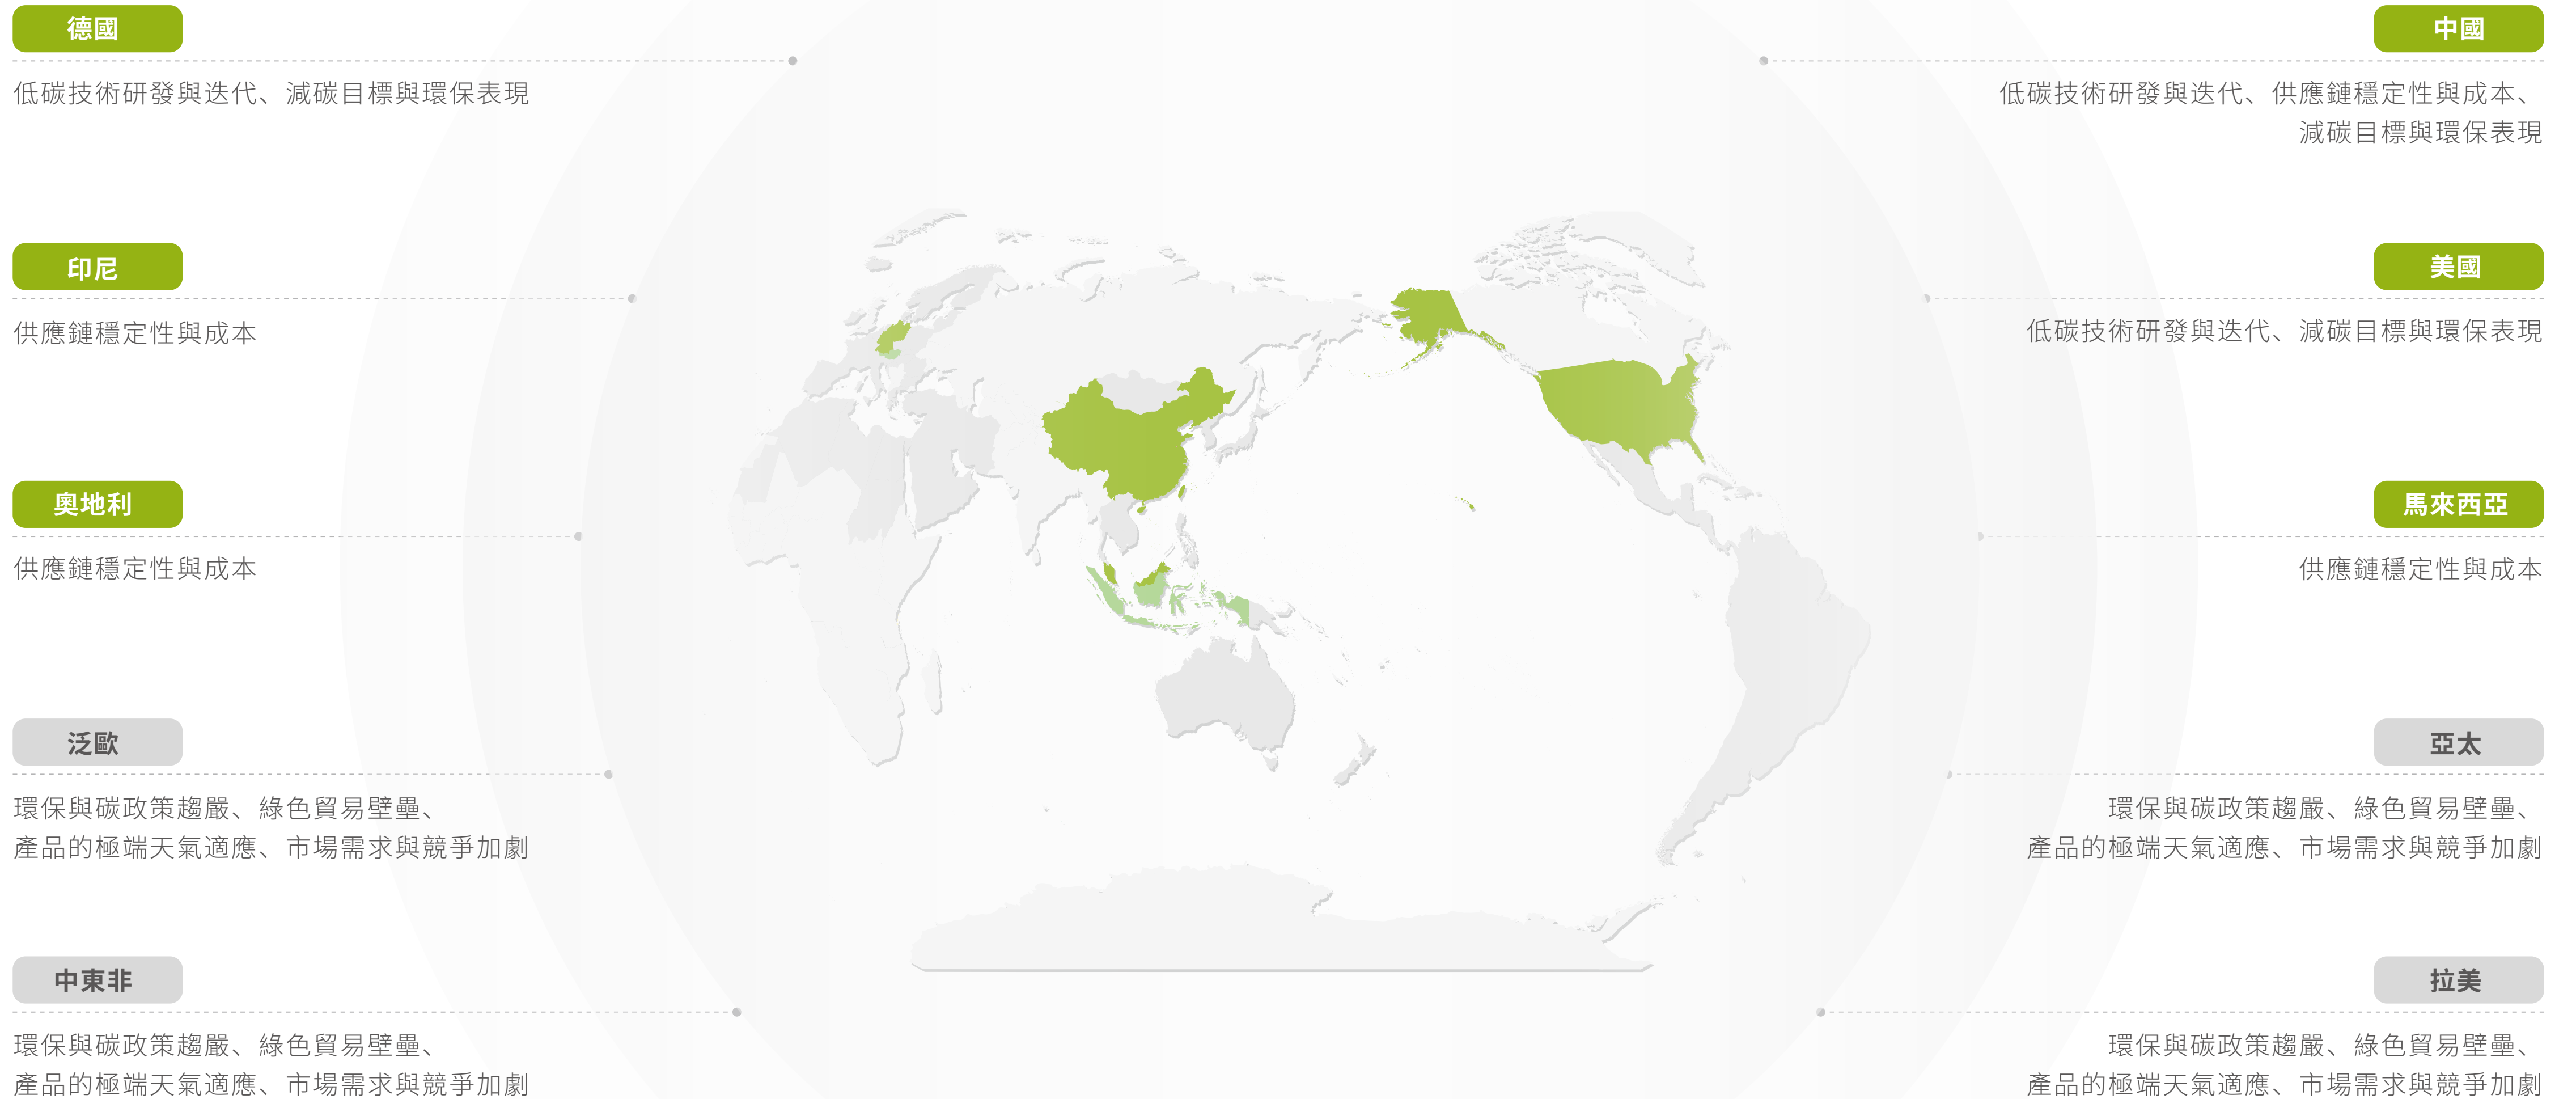 德國
低碳技術研發與迭代、減碳目標與環保表現
中國
低碳技術研發與迭代、供應鏈穩定性與成本、
減碳目標與環保表現
印尼
供應鏈穩定性與成本
美國
低碳技術研發與迭代、減碳目標與環保表現
奧地利
供應鏈穩定性與成本
馬來西亞
供應鏈穩定性與成本
泛歐
環保與碳政策趨嚴、綠色貿易壁壘、
產品的極端天氣適應、市場需求與競爭加劇
亞太
環保與碳政策趨嚴、綠色貿易壁壘、
產品的極端天氣適應、市場需求與競爭加劇
中東非
環保與碳政策趨嚴、綠色貿易壁壘、
產品的極端天氣適應、市場需求與競爭加劇
拉美
環保與碳政策趨嚴、綠色貿易壁壘、
產品的極端天氣適應、市場需求與競爭加劇